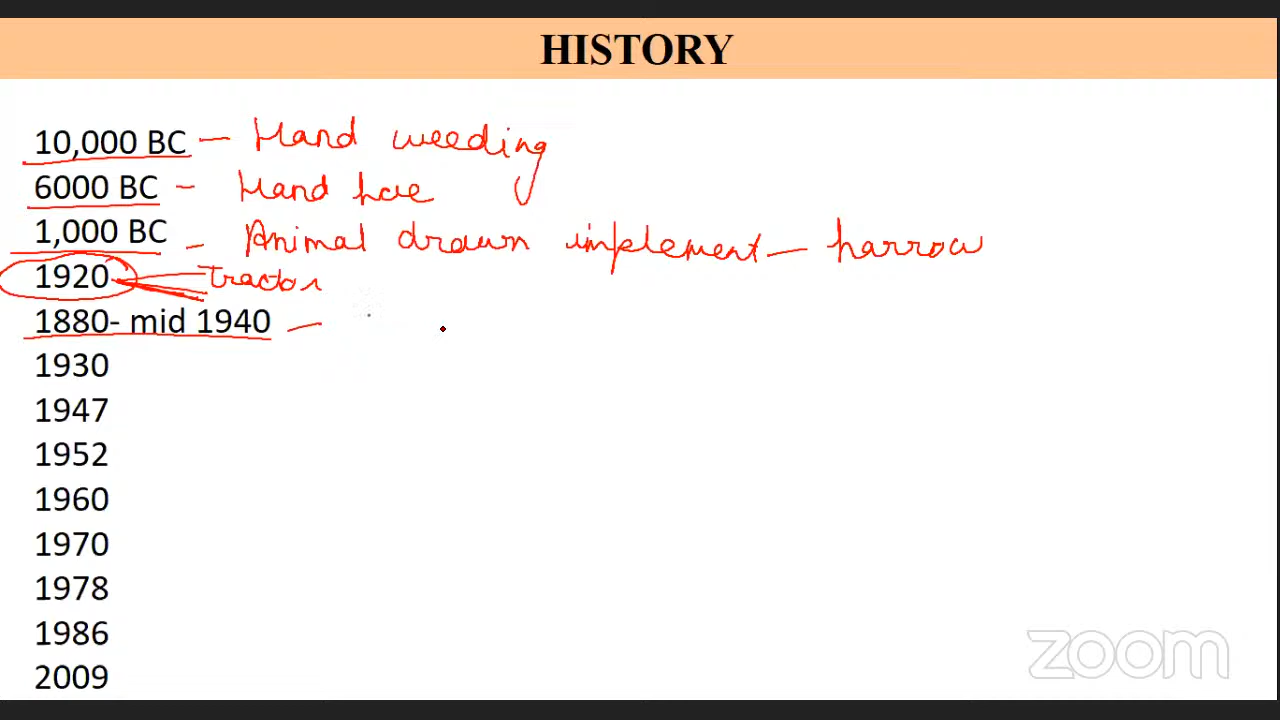 HISTORY
10,000 BC - Hand weeding
6000 BC - Hand hoe
1,000 BC - Animal drawn implement - harrow
1920 Tractor
1880- mid 1940 -
1930
1947
1952
1960
1970
1978
1986
2009
zoom